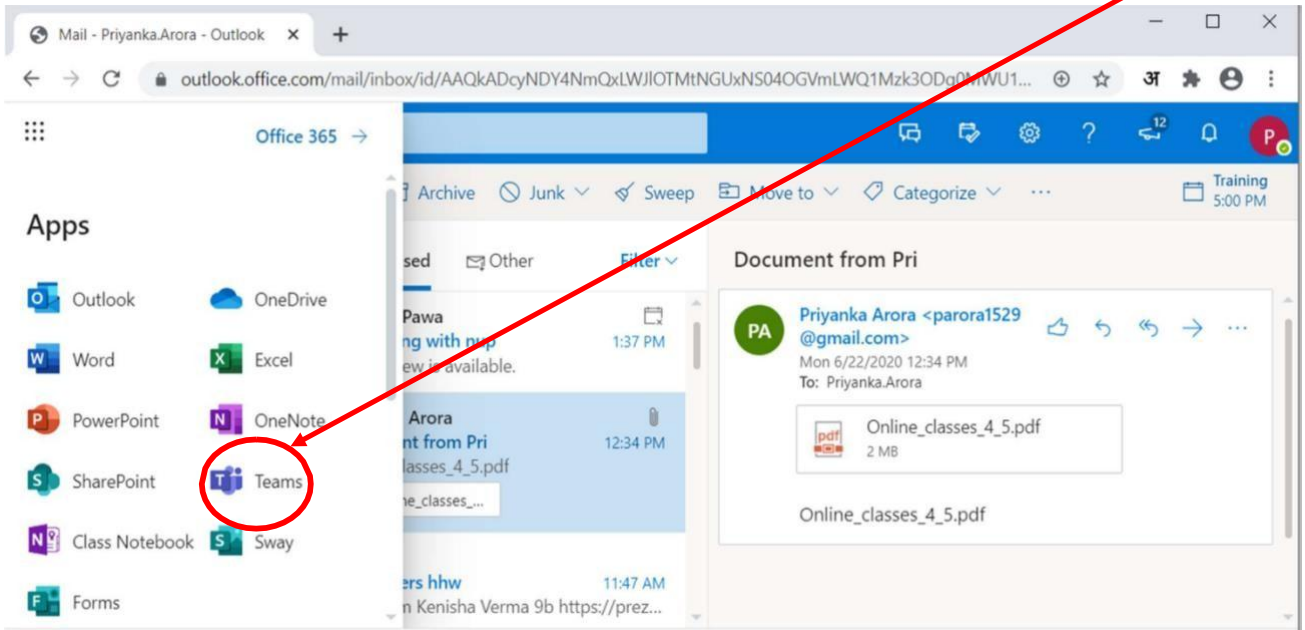 Mail - Priyanka.Arora - Outlook
outlook.office.com/mail/inbox/id/AAQkADcyNDY4NmQxLWJlOTMtNGUxNS04OGVmLWQ1Mzk3ODg0MWU1...
अ
Office 365 →
? 12 P
Archive Junk Sweep Move to Categorize ...
Training
5:00 PM
Apps
Outlook OneDrive
Word Excel
PowerPoint OneNote
SharePoint Teams
Class Notebook Sway
Forms
sed Other Filter
Pawa
ng with nup 1:37 PM
ew is available.
Arora
nt from Pri 12:34 PM
lasses_4_5.pdf
ne_classes_...
ers hhw 11:47 AM
n Kenisha Verma 9b https://prez...
Document from Pri
PA
Priyanka Arora <parora1529
@gmail.com>
Mon 6/22/2020 12:34 PM
To: Priyanka.Arora
pdf
Online_classes_4_5.pdf
2 MB
Online_classes_4_5.pdf